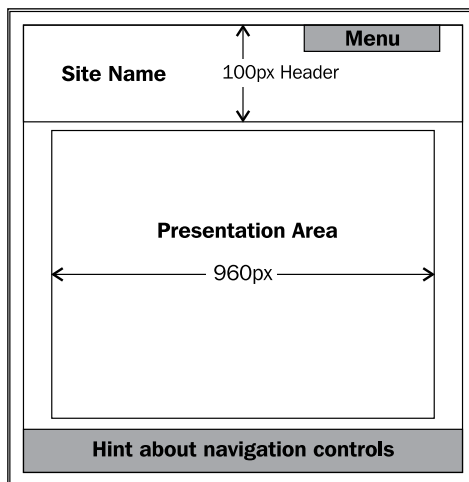 Menu
Site Name
100px Header
Presentation Area
960px
Hint about navigation controls